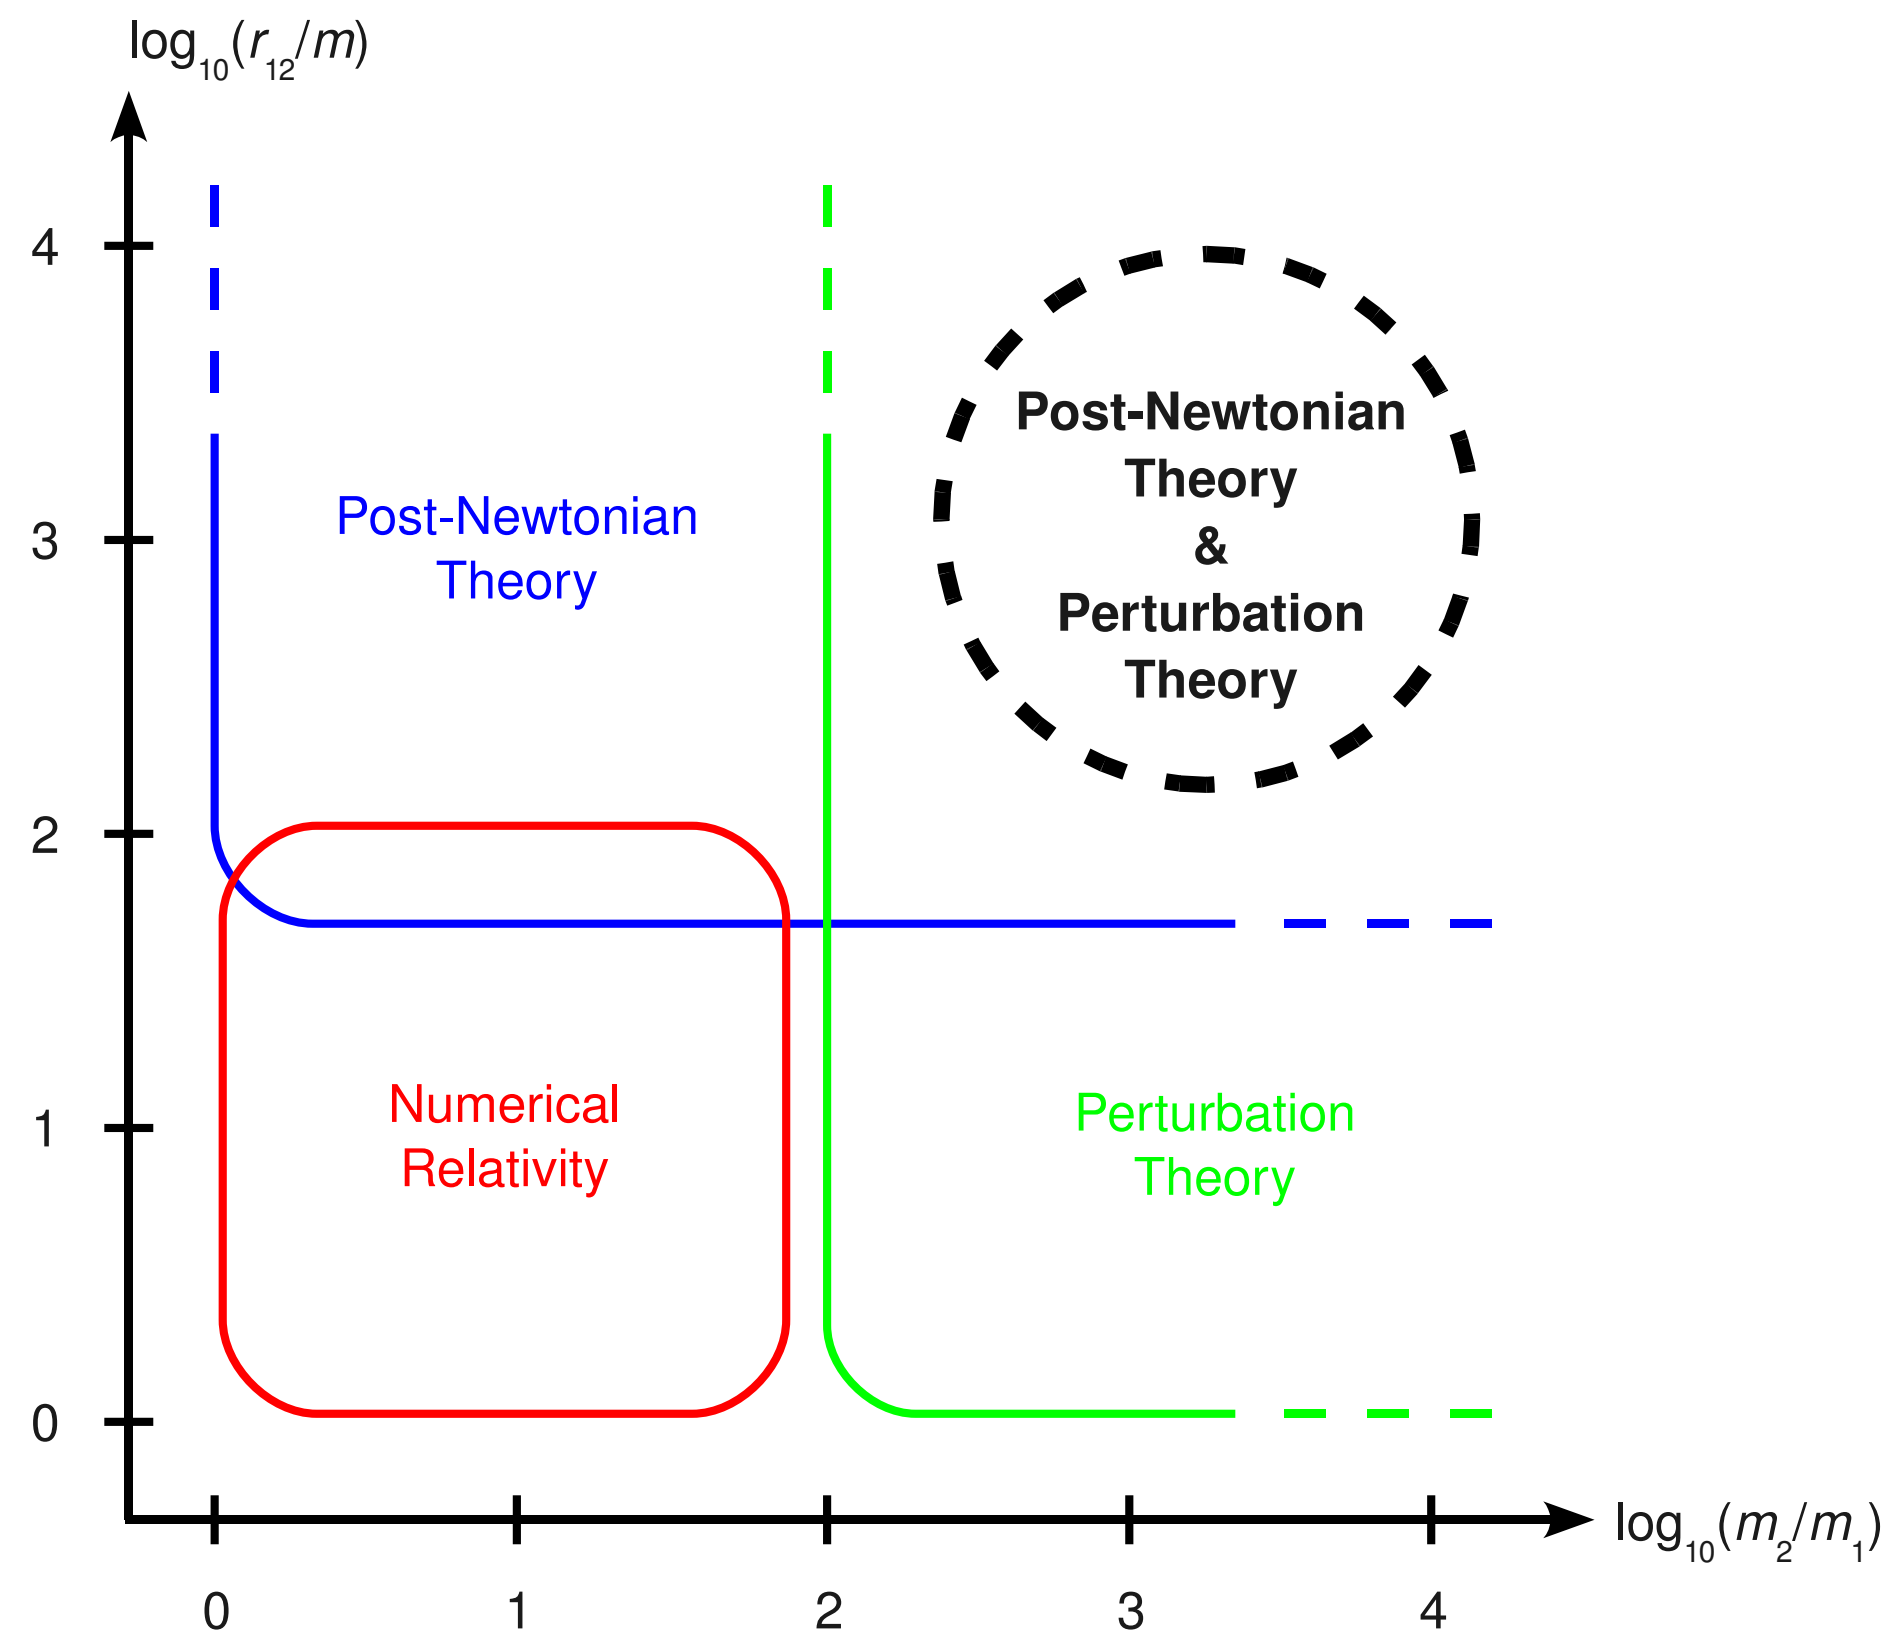 log₁₀(r₁₂/m)
4
3
2
1
0
Post-Newtonian
Theory
Post-Newtonian
Theory
&
Perturbation
Theory
Numerical
Relativity
Perturbation
Theory
0 1 2 3 4
log₁₀(m₂/m₁)